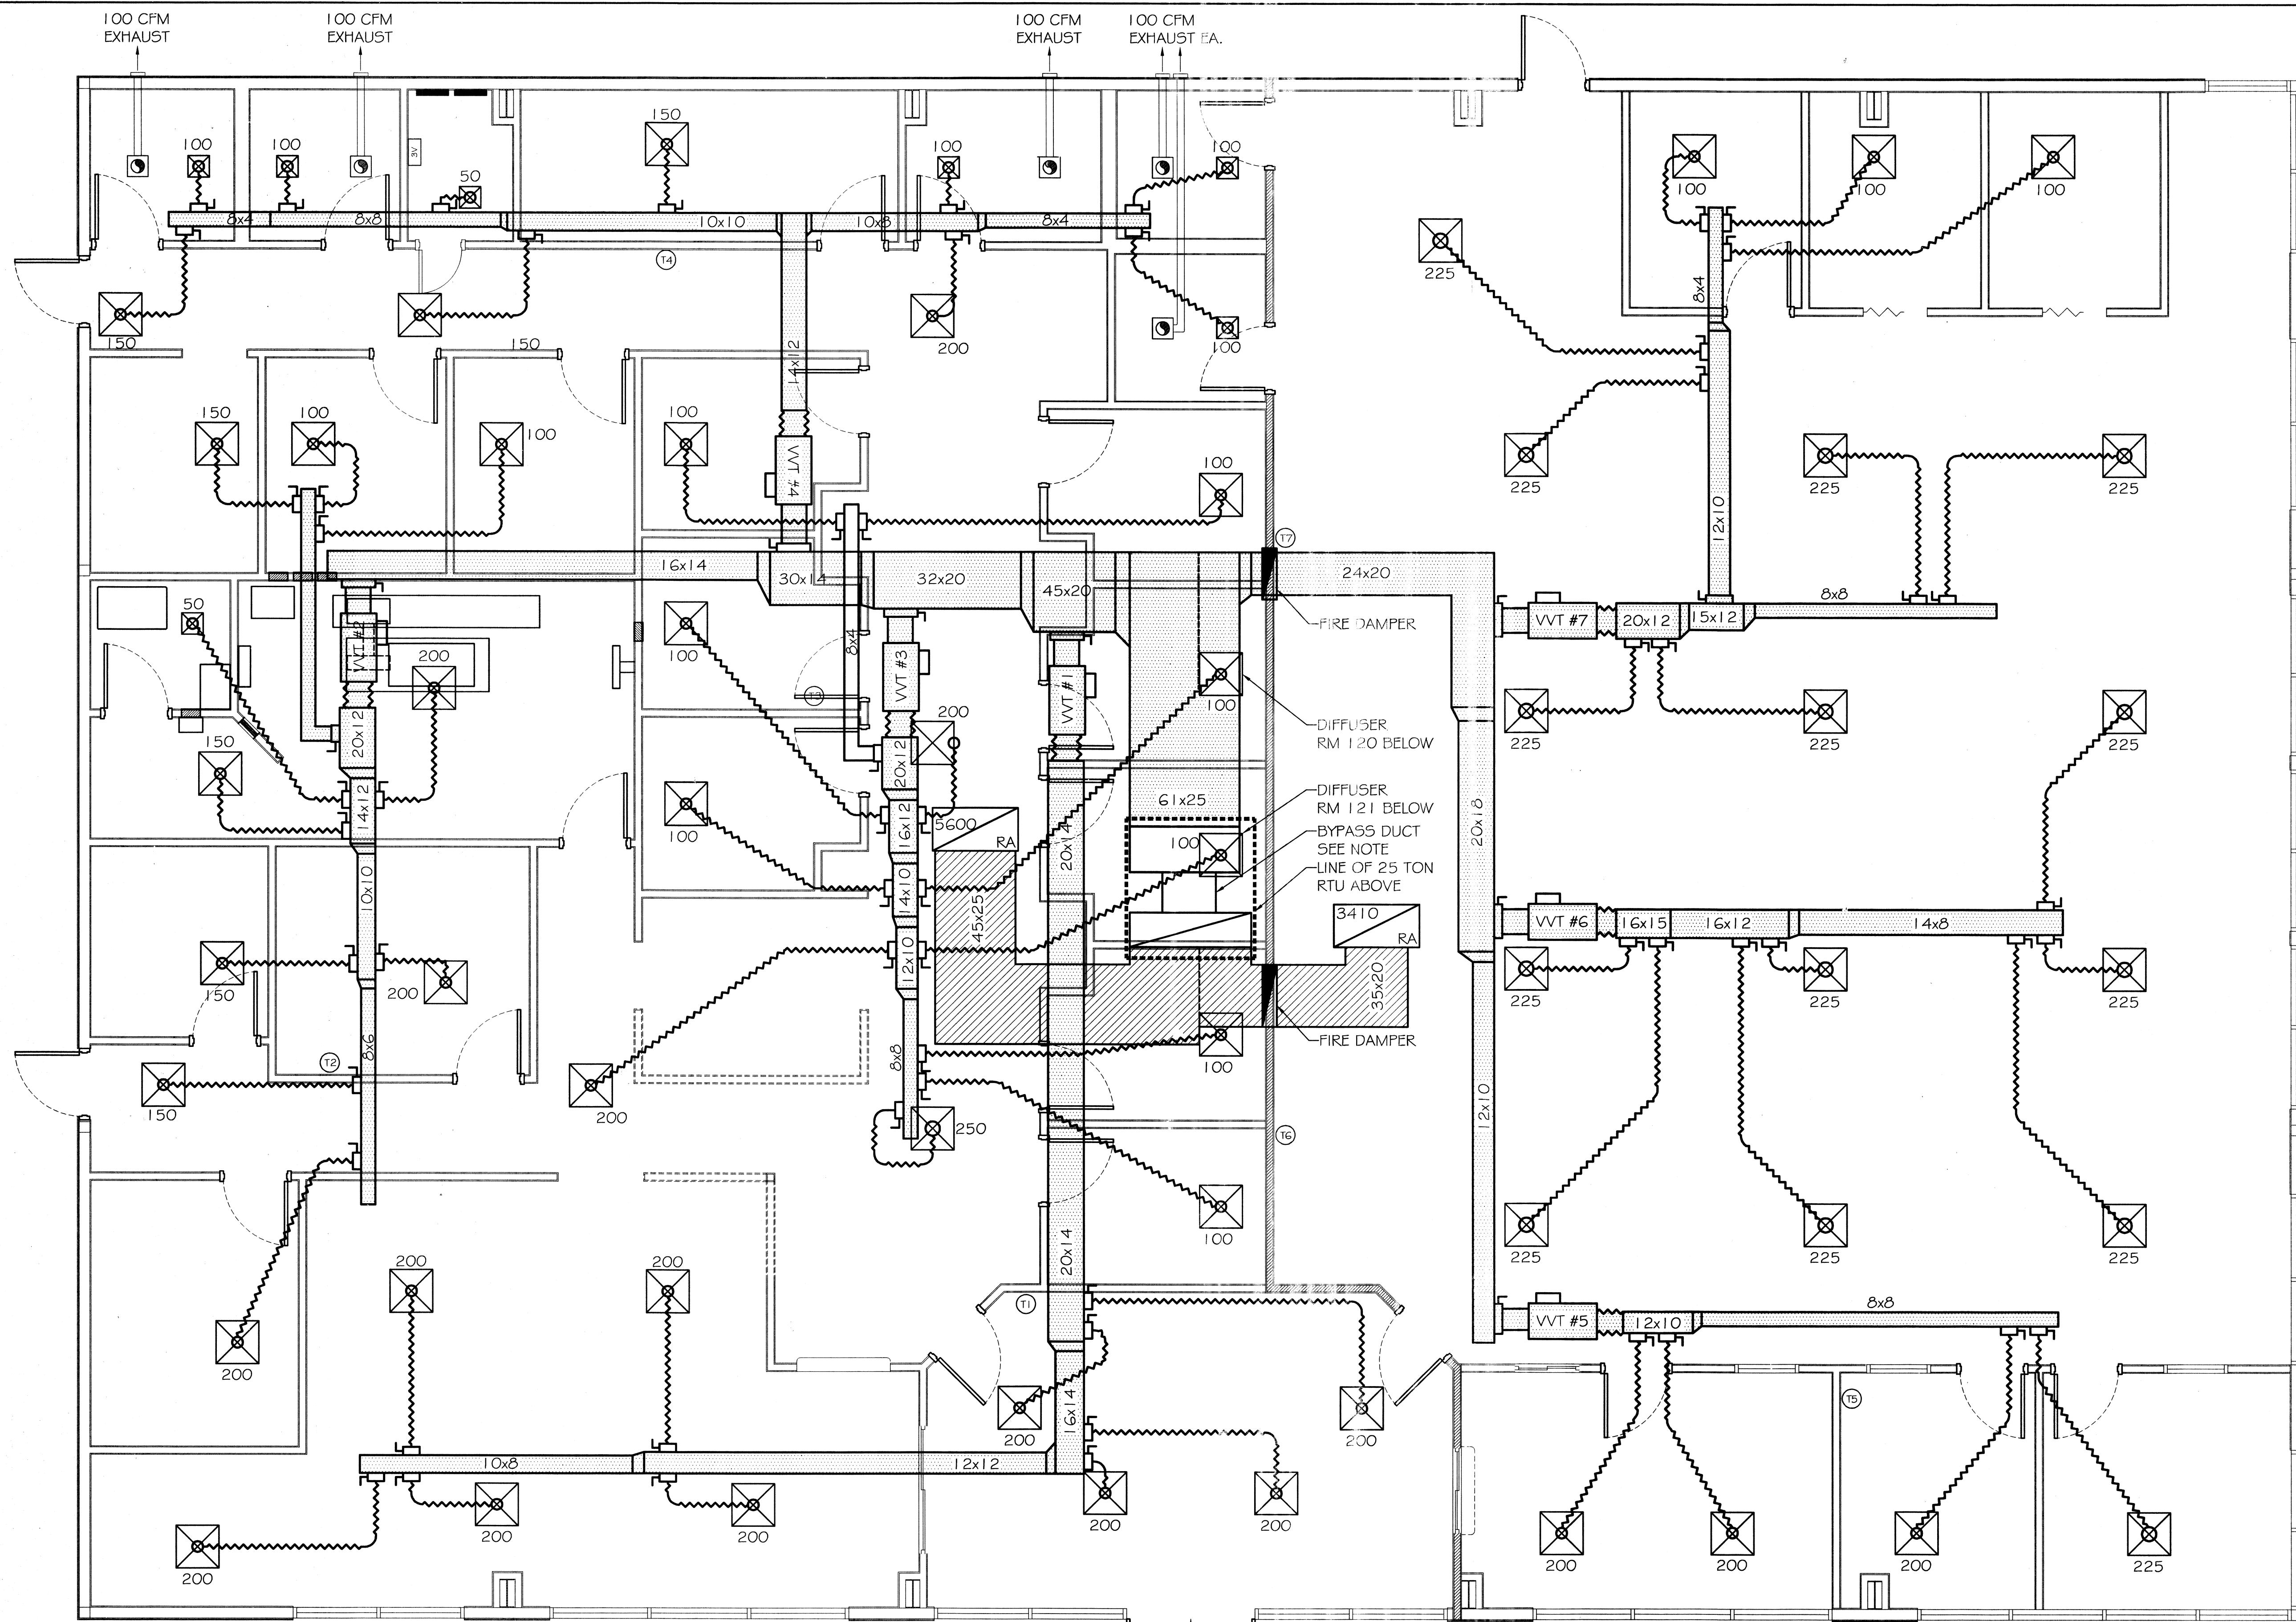 100 CFM
EXHAUST
100 CFM
EXHAUST
100 CFM
EXHAUST
100 CFM
EXHAUST EA.
100
100
50
150
100
100
100
100
100
3V
8x4
8x8
10x10
10x8
8x4
T4
225
8x4
150
150
200
100
14x12
150
100
100
100
100
225
225
225
VVT #4
12x10
T7
16x14
30x14
32x20
45x20
24x20
8x8
50
VVT #2
200
100
8x4
VVT #3
VVT #1
FIRE DAMPER
VVT #7
20x12
15x12
T3
100
200
DIFFUSER
RM 120 BELOW
225
225
225
20x12
150
14x12
20x12
16x12
100
5600
RA
20x14
61x25
100
DIFFUSER
RM 121 BELOW
BYPASS DUCT
SEE NOTE
LINE OF 25 TON
RTU ABOVE
20x18
10x10
14x10
45x25
12x10
3410
RA
35x20
VVT #6
16x15
16x12
14x8
150
200
225
225
225
T2
8x6
150
200
8x8
250
100
FIRE DAMPER
12x10
T6
100
225
225
225
200
200
200
20x14
T1
8x8
VVT #5
12x10
16x14
200
200
T5
10x8
12x12
200
200
200
200
200
200
200
200
225